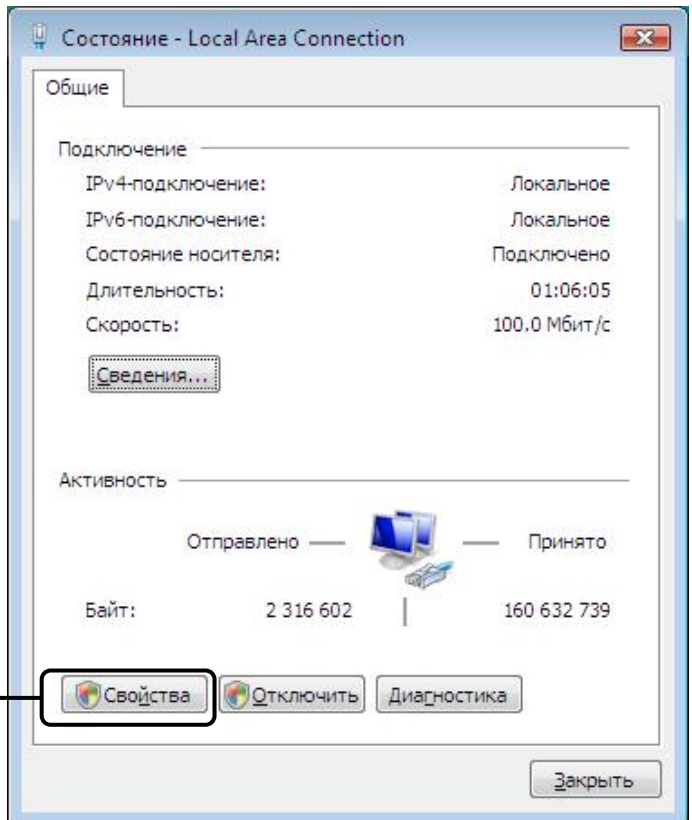 Состояние - Local Area Connection
Общие
Подключение
IPv4-подключение: Локальное
IPv6-подключение: Локальное
Состояние носителя: Подключено
Длительность: 01:06:05
Скорость: 100.0 Мбит/с
Сведения...
Активность
Отправлено Принято
Байт: 2 316 602 160 632 739
Свойства Отключить Диагностика
Закрыть